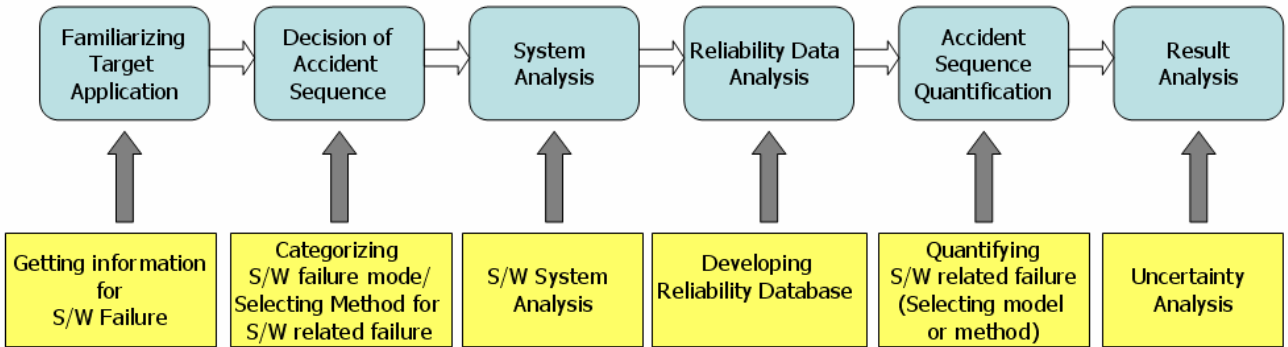 Familiarizing
Target
Application
Decision of
Accident
Sequence
System
Analysis
Reliability Data
Analysis
Accident
Sequence
Quantification
Result
Analysis
Getting information
for
S/W Failure
Categorizing
S/W failure mode/
Selecting Method for
S/W related failure
S/W System
Analysis
Developing
Reliability Database
Quantifying
S/W related failure
(Selecting model
or method)
Uncertainty
Analysis